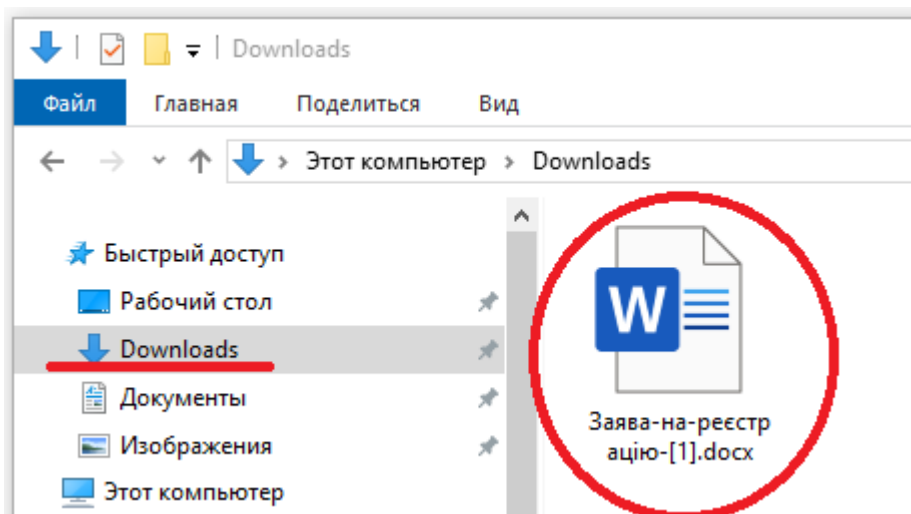 Downloads
Файл Главная Поделиться Вид
Этот компьютер Downloads
Быстрый доступ
Рабочий стол
Downloads
Документы
Изображения
Этот компьютер
W
Заява-на-реєстр
ацію-[1].docx